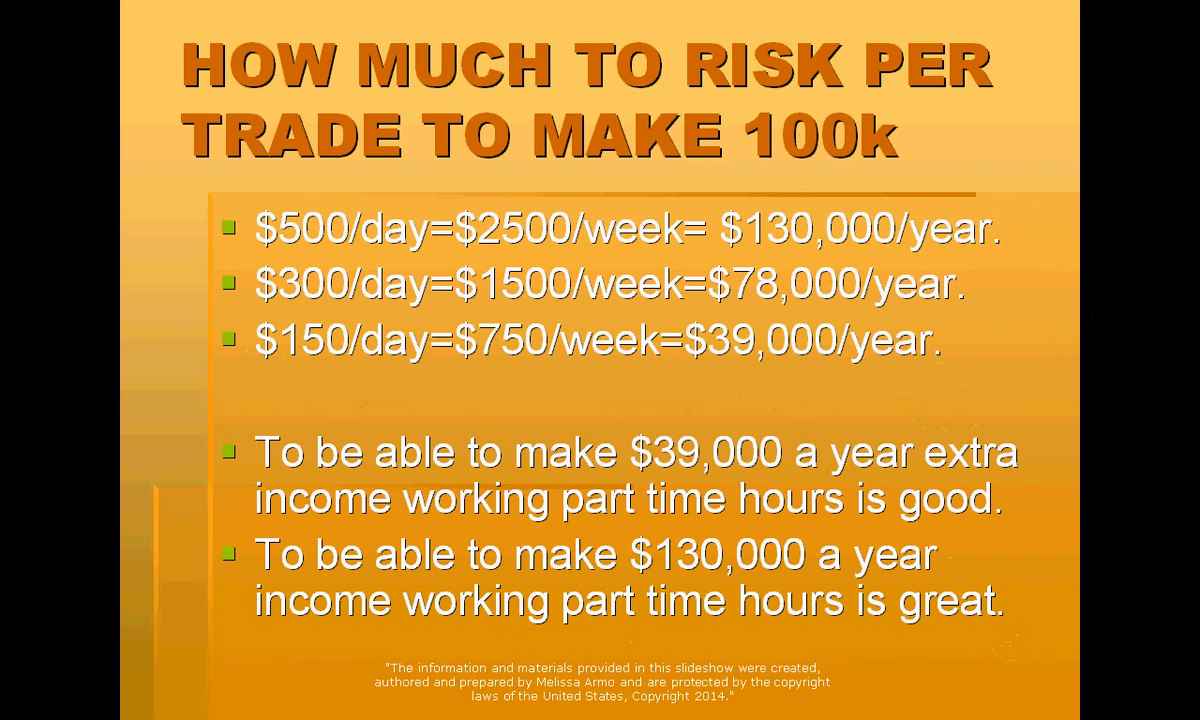 HOW MUCH TO RISK PER
TRADE TO MAKE 100k
$500/day=$2500/week= $130,000/year.
$300/day=$1500/week=$78,000/year.
$150/day=$750/week=$39,000/year.
To be able to make $39,000 a year extra
income working part time hours is good.
To be able to make $130,000 a year
income working part time hours is great.
"The information and materials provided in this slideshow were created,
authored and prepared by Melissa Armo and are protected by the copyright
laws of the United States, Copyright 2014."